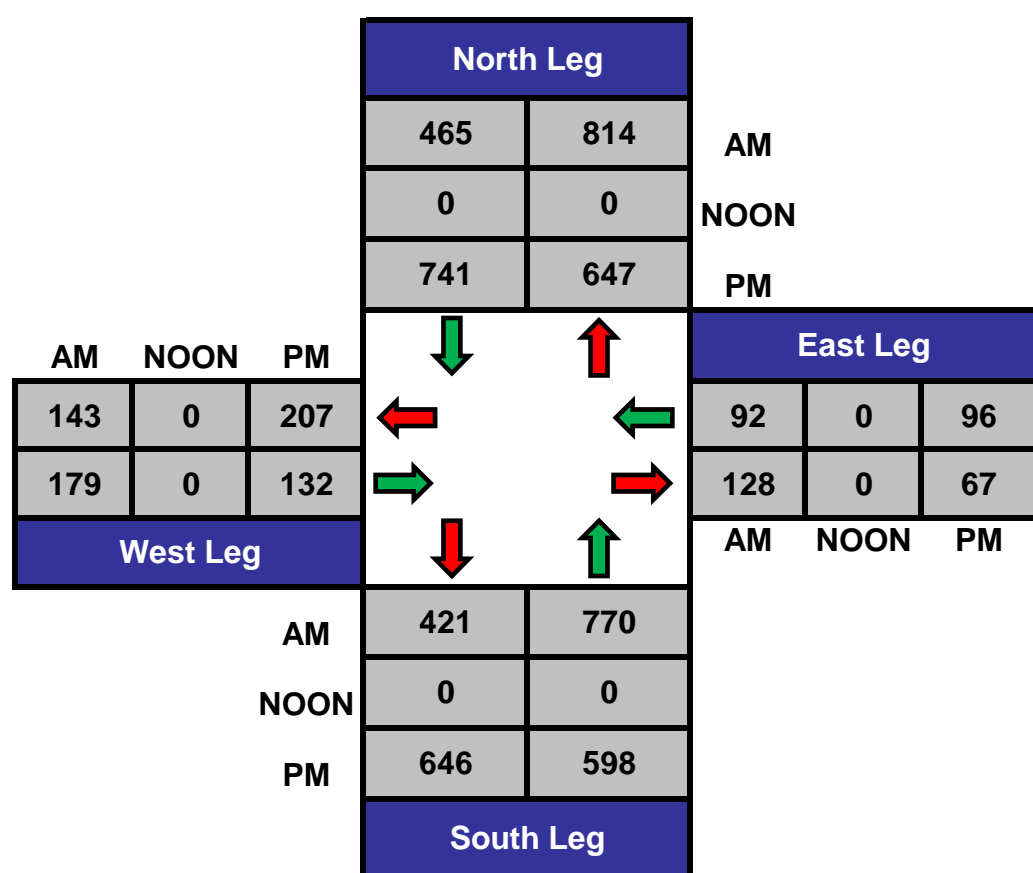 North Leg
465 814 AM
0 0 NOON
741 647 PM
East Leg
AM NOON PM
143 0 207 92 0 96
179 0 132 128 0 67
West Leg AM NOON PM
AM 421 770
NOON 0 0
PM 646 598
South Leg